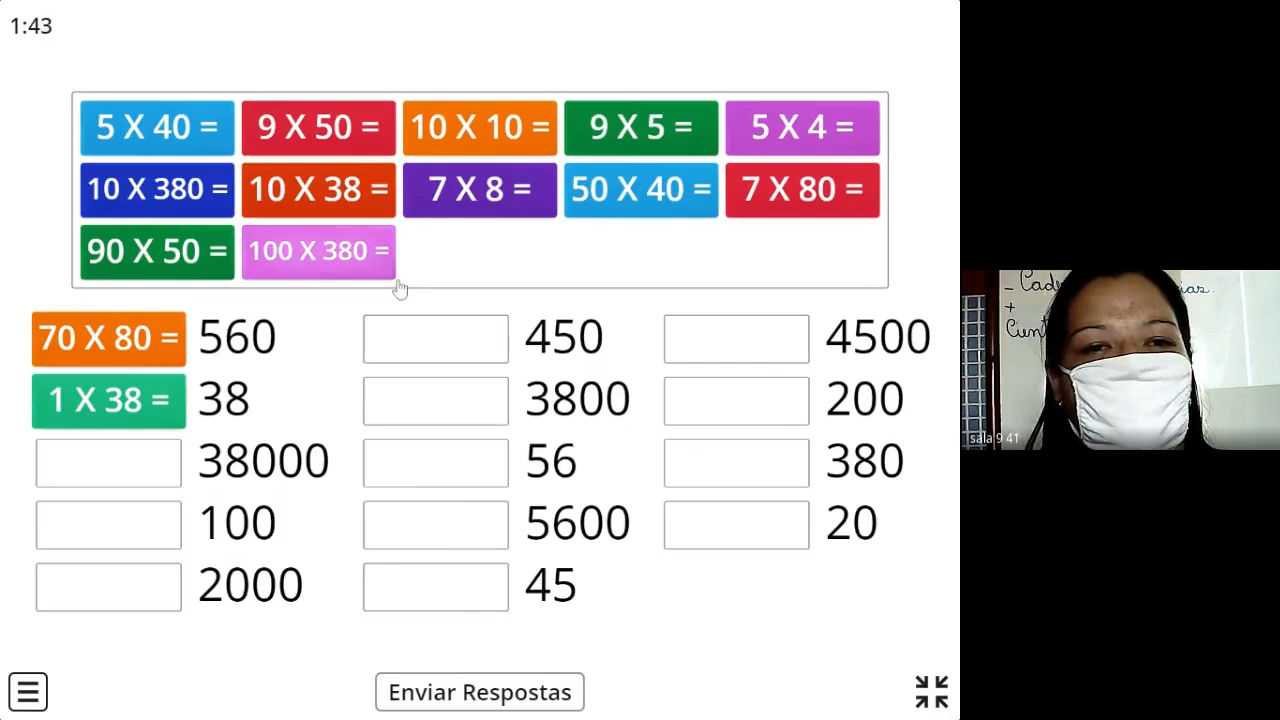 1:43
5 X 40 = 9 X 50 = 10 X 10 = 9 X 5 = 5 X 4 =
10 X 380 = 10 X 38 = 7 X 8 = 50 X 40 = 7 X 80 =
90 X 50 = 100 X 380 =
70 X 80 = 560 450 4500
1 X 38 = 38 3800 200
38000 56 380
100 5600 20
2000 45
Enviar Respostas
sala 9 41